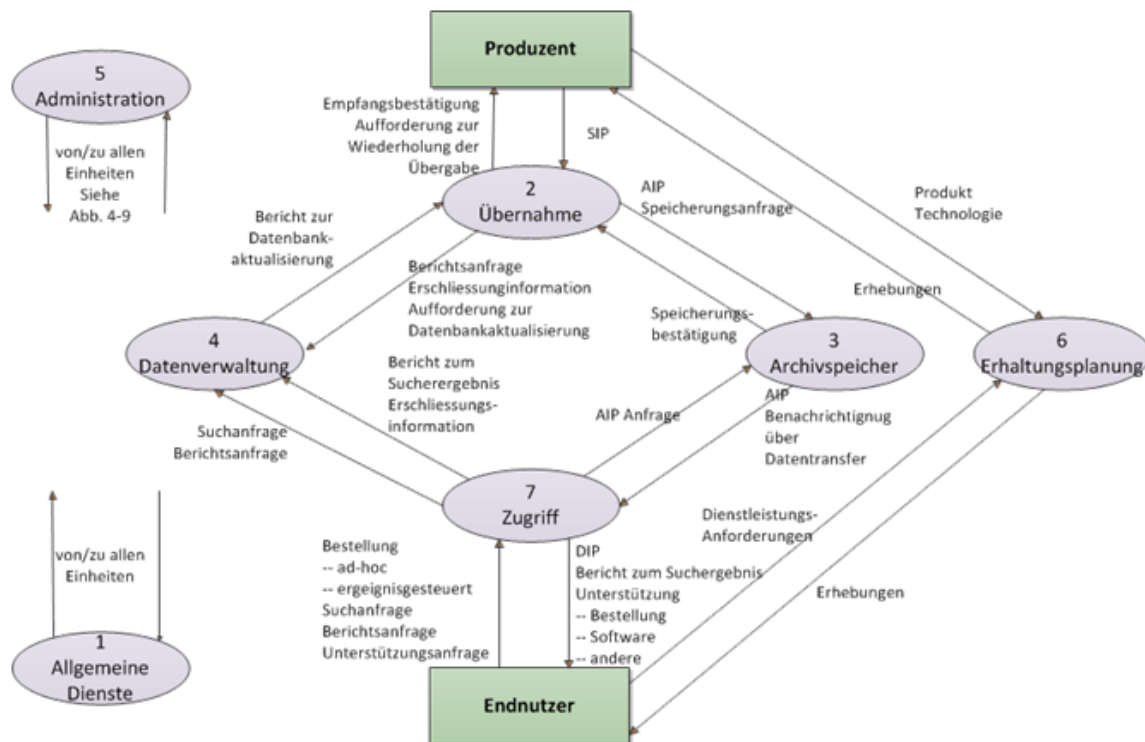 Produzent
5
Administration
von/zu allen
Einheiten
Siehe
Abb. 4-9
Empfangsbestätigung
Aufforderung zur
Wiederholung der
Übergabe
SIP
2
Übernahme
AIP
Speicherungsanfrage
Produkt
Technologie
Bericht zur
Datenbank-
aktualisierung
Berichtsanfrage
Erschliessunginformation
Aufforderung zur
Datenbankaktualisierung
Speicherungs-
bestätigung
Erhebungen
4
Datenverwaltung
3
Archivspeicher
6
Erhaltungsplanung
Bericht zum
Sucherergebnis
Erschliessungs-
information
AIP Anfrage
AIP
Benachrichtignug
über
Datentransfer
Suchanfrage
Berichtsanfrage
7
Zugriff
Dienstleistungs-
Anforderungen
von/zu allen
Einheiten
Bestellung
-- ad-hoc
-- ergeignisgesteuert
Suchanfrage
Berichtsanfrage
Unterstützungsanfrage
DIP
Bericht zum Suchergebnis
Unterstützung
-- Bestellung
-- Software
-- andere
Erhebungen
1
Allgemeine
Dienste
Endnutzer